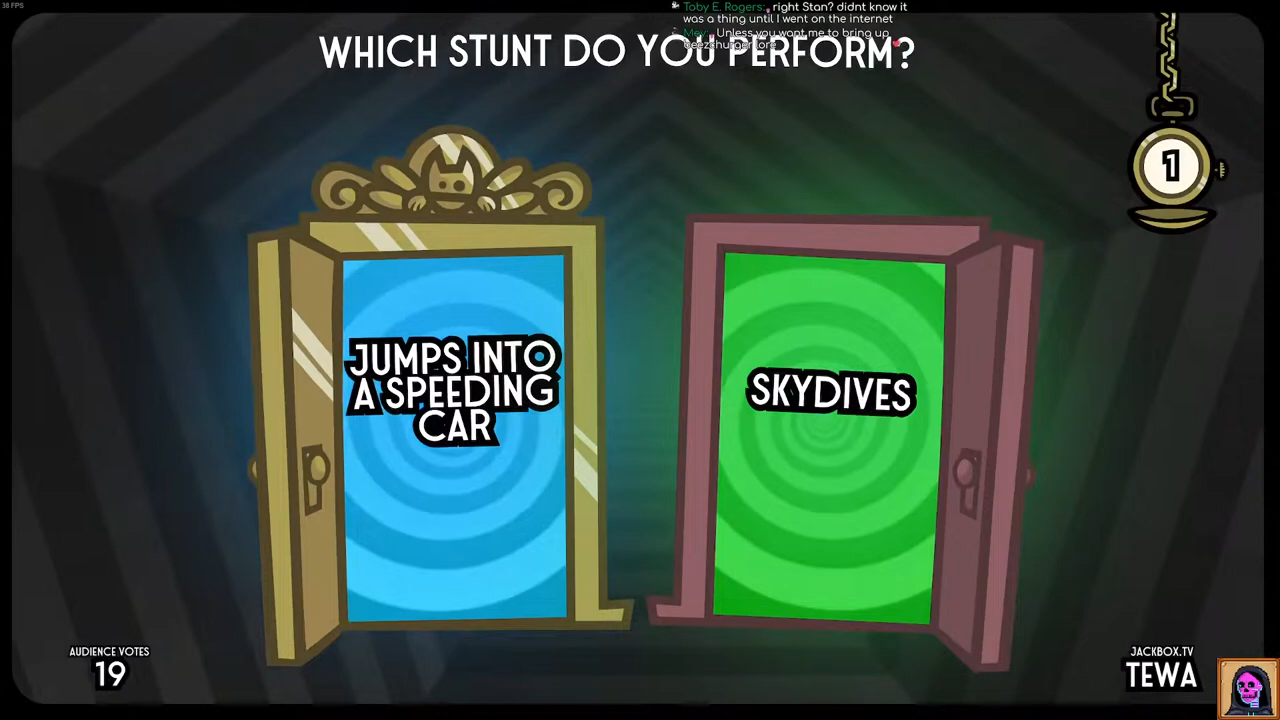 38 FPS
Toby E. Rogers: right Stan? didnt know it
was a thing until I went on the internet
Mey: Unless you want me to bring up
lore
WHICH STUNT DO YOU PERFORM?
1
JUMPS INTO
A SPEEDING
CAR
SKYDIVES
AUDIENCE VOTES
19
JACKBOX.TV
TEWA